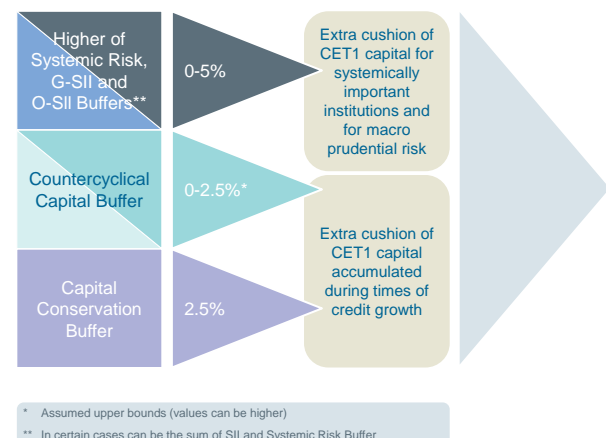 Higher of
Systemic Risk,
G-SII and
O-SII Buffers**
0-5%
Extra cushion of
CET1 capital for
systemically
important
institutions and
for macro
prudential risk
Countercyclical
Capital Buffer
0-2.5%*
Capital
Conservation
Buffer
2.5%
Extra cushion of
CET1 capital
accumulated
during times of
credit growth
* Assumed upper bounds (values can be higher)
** In certain cases can be the sum of SII and Systemic Risk Buffer